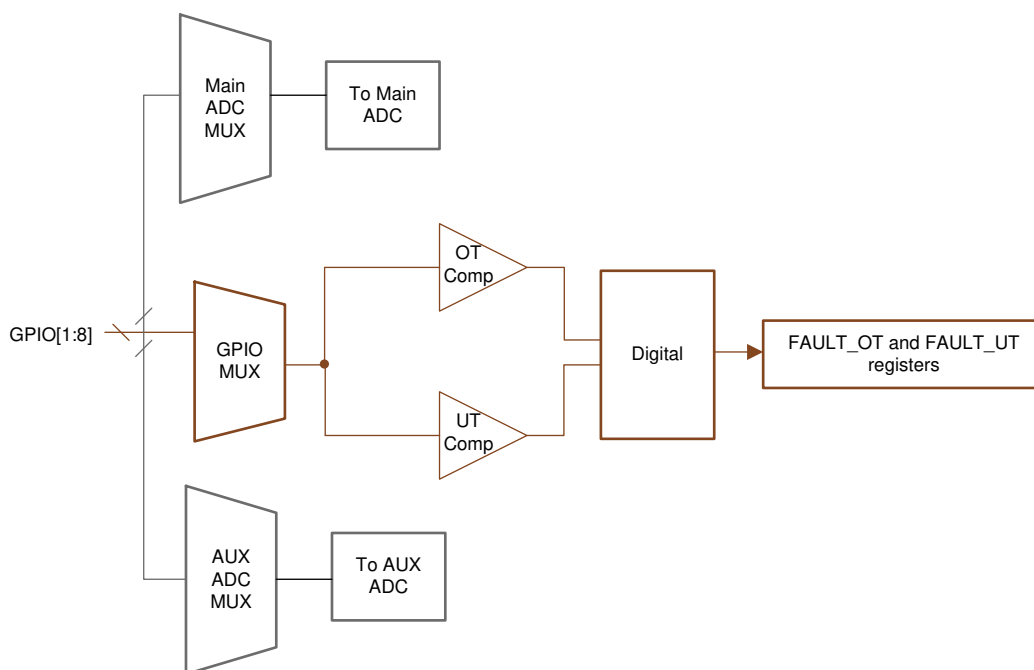 Main
ADC
MUX
To Main
ADC
OT
Comp
GPIO[1:8]
GPIO
MUX
Digital
FAULT_OT and FAULT_UT
registers
UT
Comp
AUX
ADC
MUX
To AUX
ADC